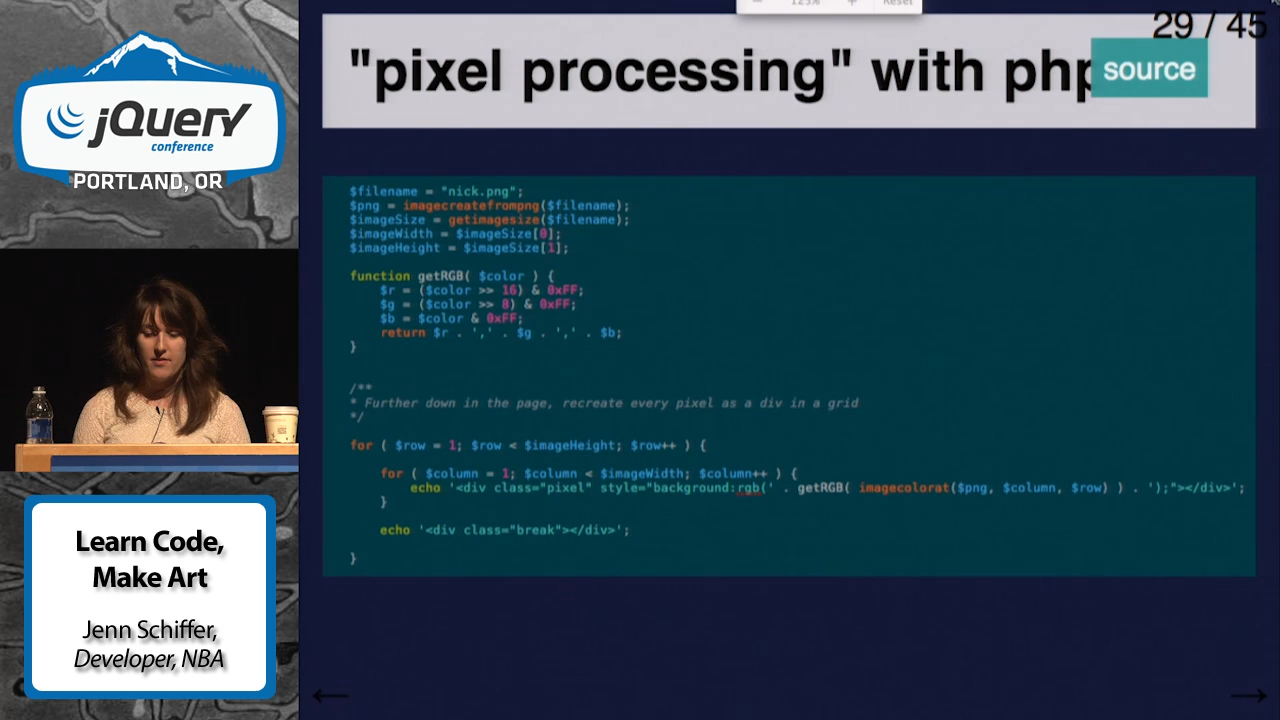 jQuery
conference
PORTLAND, OR
Learn Code,
Make Art
Jenn Schiffer,
Developer, NBA
125%
Reset
29 / 45
"pixel processing" with php
source
$filename = "nick.png";
$png = imagecreatefrompng($filename);
$imageSize = getimagesize($filename);
$imageWidth = $imageSize[0];
$imageHeight = $imageSize[1];
function getRGB( $color ) {
$r = ($color >> 16) & 0xFF;
$g = ($color >> 8) & 0xFF;
$b = $color & 0xFF;
return $r . ',' . $g . ',' . $b;
}
/**
* Further down in the page, recreate every pixel as a div in a grid
*/
for ( $row = 1; $row < $imageHeight; $row++ ) {
for ( $column = 1; $column < $imageWidth; $column++ ) {
echo '<div class="pixel" style="background:rgb(' . getRGB( imagecolorat($png, $column, $row) ) . ');"></div>';
}
echo '<div class="break"></div>';
}